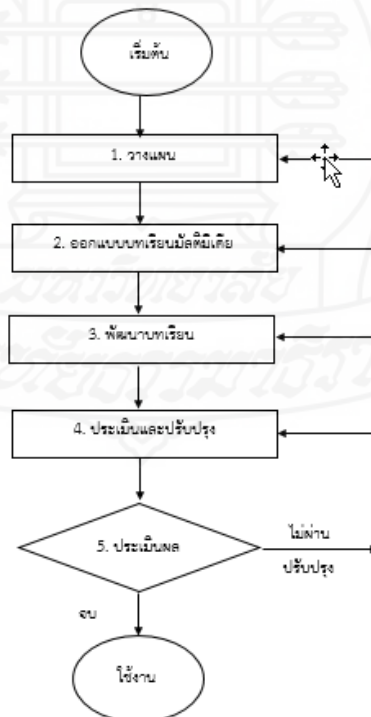 เริ่มต้น
1. วางแผน
2. ออกแบบบทเรียนมัลติมีเดีย
3. พัฒนาบทเรียน
4. ประเมินและปรับปรุง
5. ประเมินผล
ไม่ผ่าน
ปรับปรุง
จบ
ใช้งาน